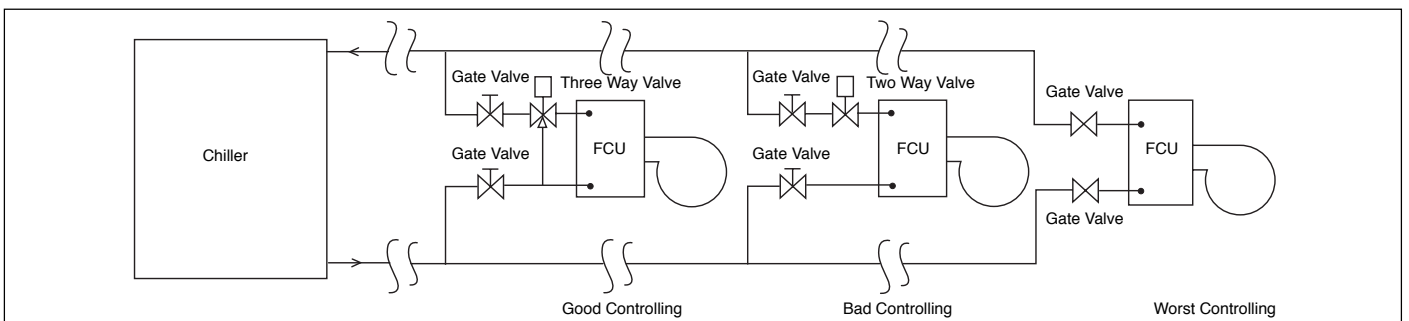 Gate Valve
Three Way Valve
Gate Valve
Two Way Valve
Gate Valve
Chiller
Gate Valve
FCU
Gate Valve
FCU
FCU
Gate Valve
Good Controlling
Bad Controlling
Worst Controlling